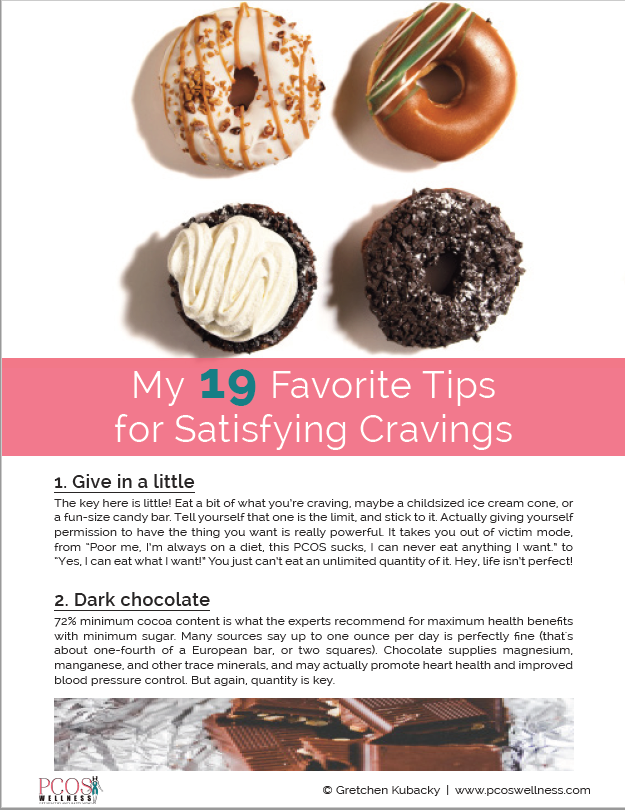 My 19 Favorite Tips
for Satisfying Cravings
1. Give in a little
The key here is little! Eat a bit of what you're craving, maybe a childsized ice cream cone, or
a fun-size candy bar. Tell yourself that one is the limit, and stick to it. Actually giving yourself
permission to have the thing you want is really powerful. It takes you out of victim mode,
from "Poor me, I'm always on a diet, this PCOS sucks, I can never eat anything I want." to
"Yes, I can eat what I want!" You just can't eat an unlimited quantity of it. Hey, life isn't perfect!
2. Dark chocolate
72% minimum cocoa content is what the experts recommend for maximum health benefits
with minimum sugar. Many sources say up to one ounce per day is perfectly fine (that's
about one-fourth of a European bar, or two squares). Chocolate supplies magnesium,
manganese, and other trace minerals, and may actually promote heart health and improved
blood pressure control. But again, quantity is key.
PCOS
WELLNESS
© Gretchen Kubacky | www.pcoswellness.com